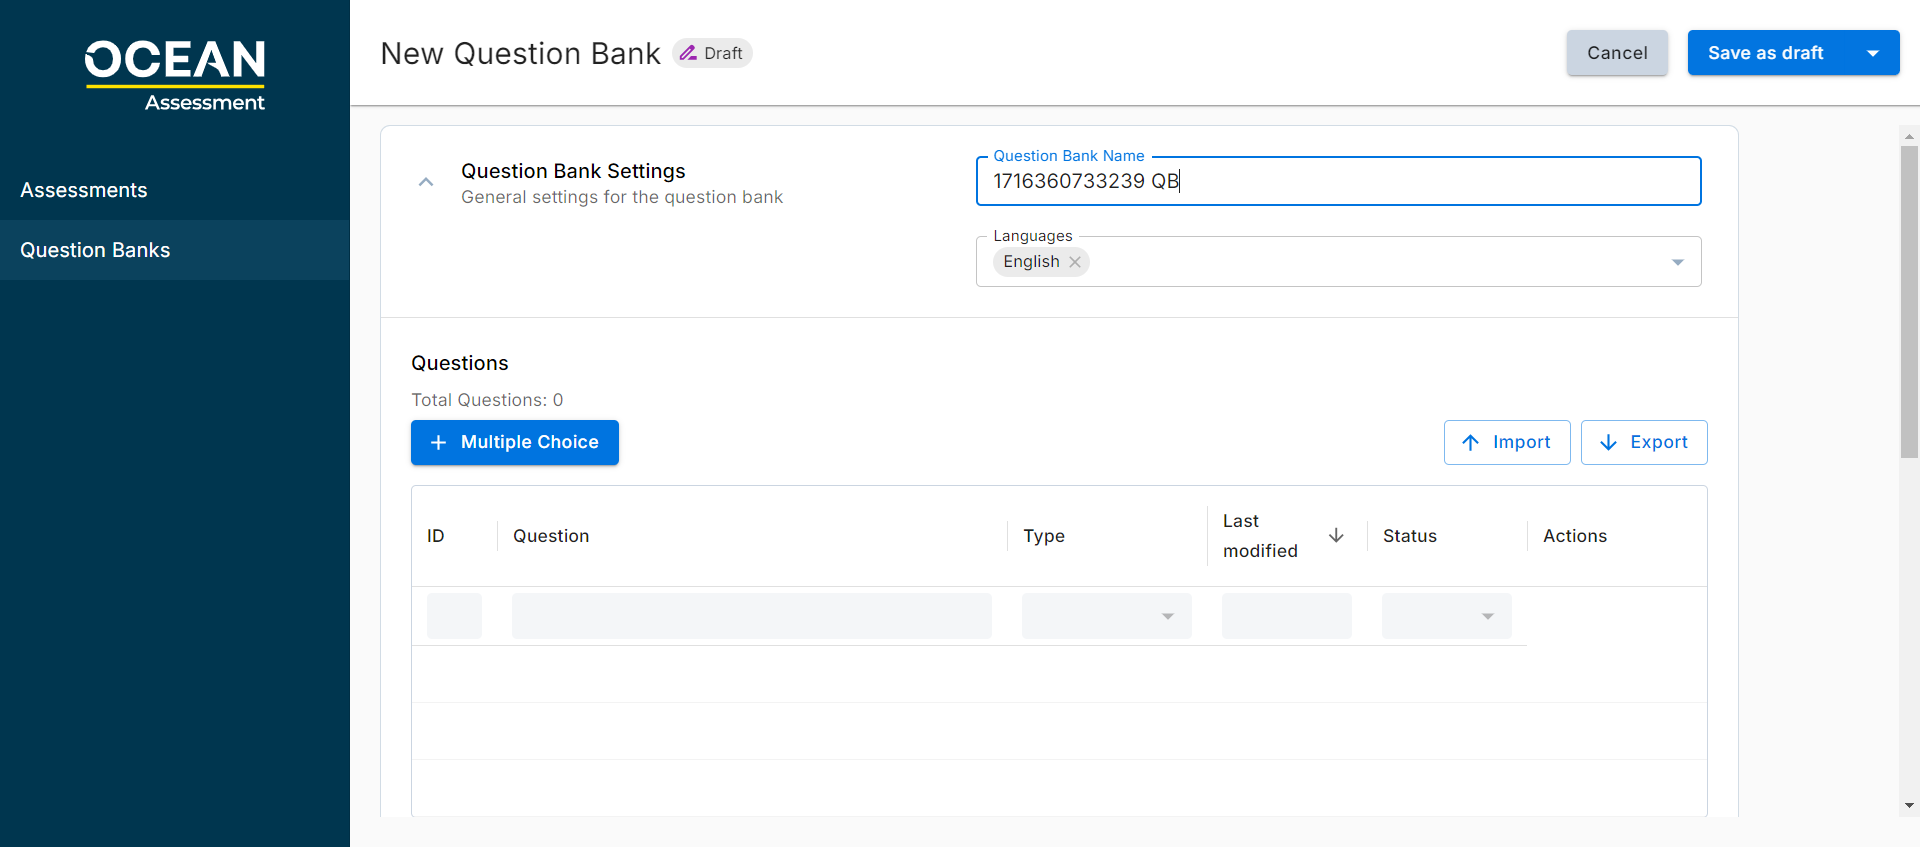 OCEAN
Assessment
Assessments
Question Banks
New Question Bank
Draft
Cancel
Save as draft
Question Bank Settings
General settings for the question bank
Question Bank Name
1716360733239 QB
Languages
English
Questions
Total Questions: 0
Multiple Choice
Import
Export
ID
Question
Type
Last
modified
Status
Actions